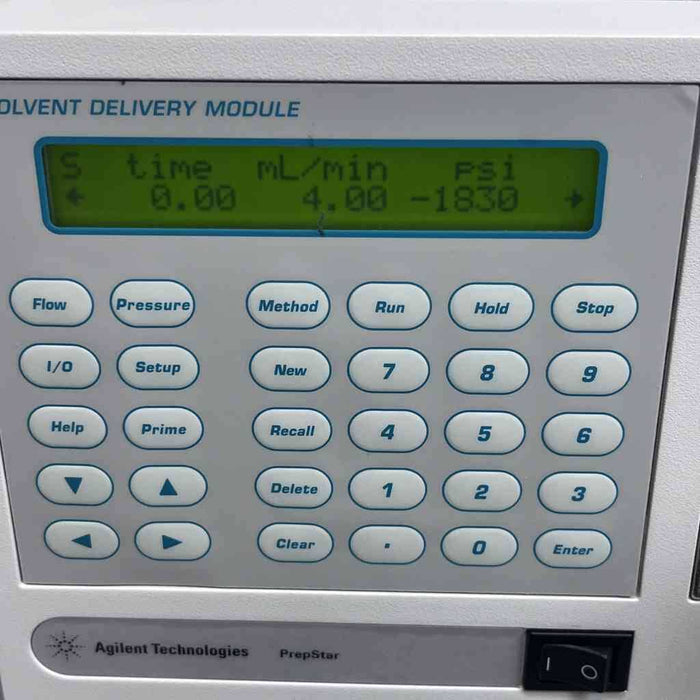 OLVENT DELIVERY MODULE
S time mL/min psi
← 0.00 4.00 -1830 →
Flow Pressure Method Run Hold Stop
I/O Setup New 7 8 9
Help Prime Recall 4 5 6
▼ ▲ Delete 1 2 3
◀ ▶ Clear . 0 Enter
Agilent Technologies PrepStar
I O